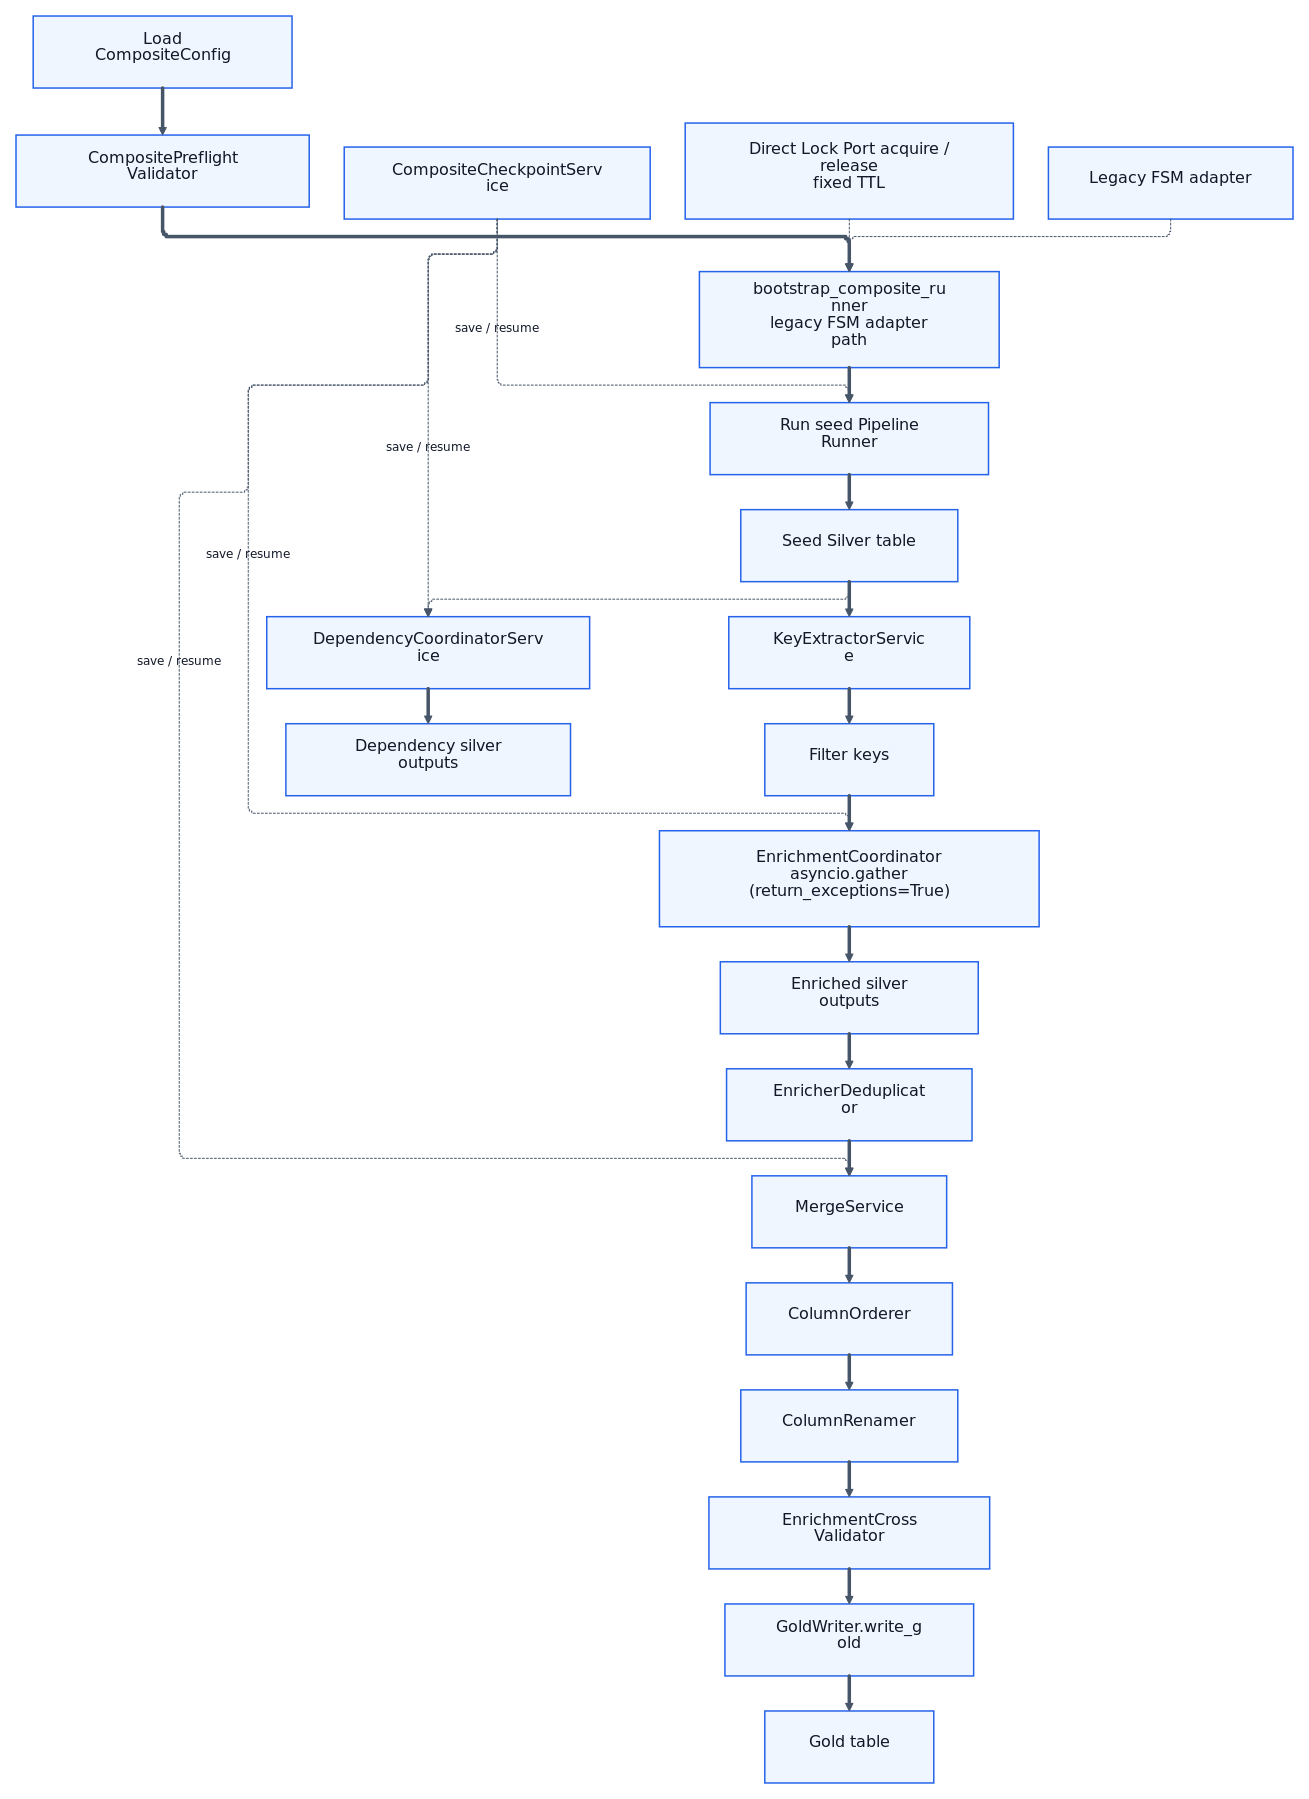 Load
CompositeConfig
CompositePreflight
Validator
CompositeCheckpointServ
ice
Direct Lock Port acquire /
release
fixed TTL
Legacy FSM adapter
bootstrap_composite_ru
nner
legacy FSM adapter
path
save / resume
Run seed Pipeline
Runner
save / resume
Seed Silver table
save / resume
DependencyCoordinatorServ
ice
KeyExtractorServic
e
save / resume
Dependency silver
outputs
Filter keys
EnrichmentCoordinator
asyncio.gather
(return_exceptions=True)
Enriched silver
outputs
EnricherDeduplicat
or
MergeService
ColumnOrderer
ColumnRenamer
EnrichmentCross
Validator
GoldWriter.write_g
old
Gold table